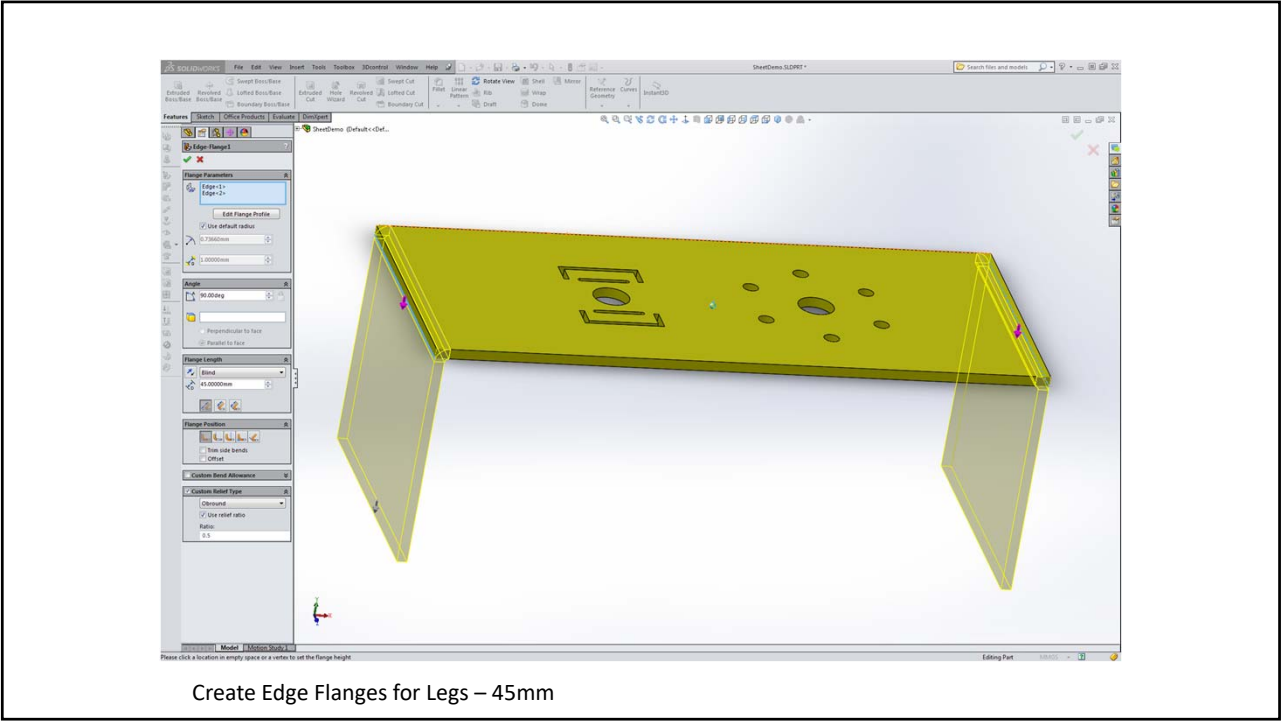 SOLIDWORKS File Edit View Insert Tools Toolbox 3Dcontrol Window Help
SheetDemo.SLDPRT *
Search files and models
Extruded Boss/Base
Revolved Boss/Base
Swept Boss/Base
Lofted Boss/Base
Boundary Boss/Base
Extruded Cut
Hole Wizard
Revolved Cut
Swept Cut
Lofted Cut
Boundary Cut
Fillet
Linear Pattern
Rotate View
Rib
Draft
Shell
Wrap
Dome
Mirror
Reference Geometry
Curves
Instant3D
Features Sketch Office Products Evaluate DimXpert
SheetDemo (Default<<Def...
Edge-Flange1 ?
Flange Parameters
Edge<1>
Edge<2>
Edit Flange Profile
Use default radius
0.73660mm
1.00000mm
Angle
90.00deg
Perpendicular to face
Parallel to face
Flange Length
Blind
45.00000mm
Flange Position
Trim side bends
Offset
Custom Bend Allowance
Custom Relief Type
Obround
Use relief ratio
Ratio:
0.5
Model Motion Study 1
Please click a location in empty space or a vertex to set the flange height
Editing Part
Create Edge Flanges for Legs – 45mm